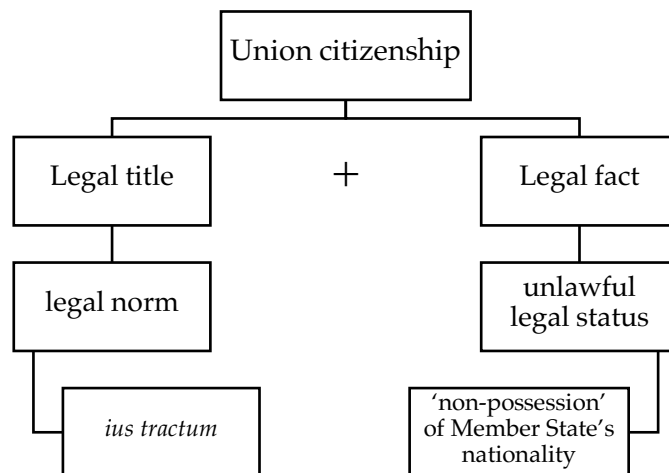 Union citizenship
Legal title
+
Legal fact
legal norm
unlawful
legal status
ius tractum
‘non-possession’
of Member State’s
nationality